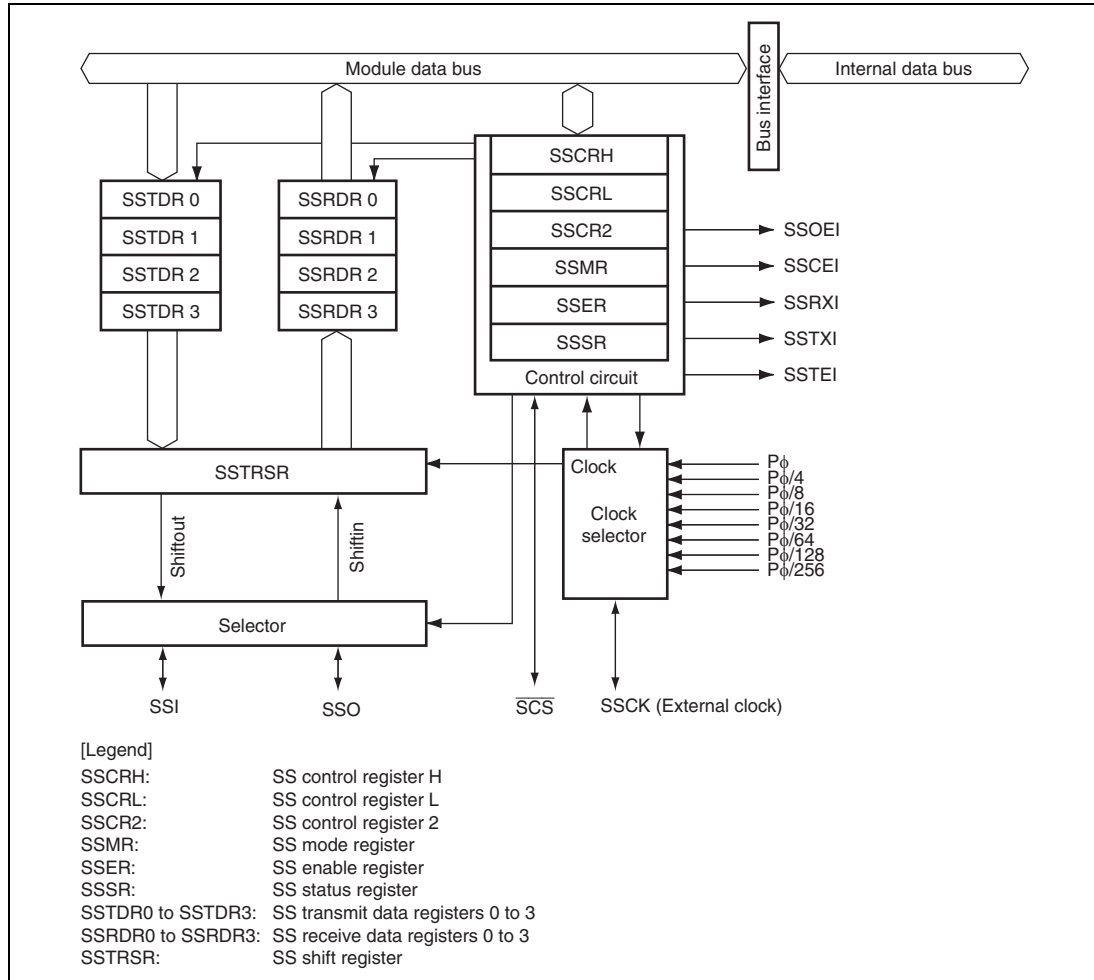 Module data bus
Bus interface
Internal data bus
SSCRH
SSCRL
SSCR2
SSMR
SSER
SSSR
Control circuit
SSTDR 0
SSTDR 1
SSTDR 2
SSTDR 3
SSRDR 0
SSRDR 1
SSRDR 2
SSRDR 3
SSOEI
SSCEI
SSRXI
SSTXI
SSTEI
SSTRSR
Clock
Clock
selector
Pϕ
Pϕ/4
Pϕ/8
Pϕ/16
Pϕ/32
Pϕ/64
Pϕ/128
Pϕ/256
Shiftout
Shiftin
Selector
SSI
SSO
S̅C̅S̅
SSCK (External clock)
[Legend]
SSCRH: SS control register H
SSCRL: SS control register L
SSCR2: SS control register 2
SSMR: SS mode register
SSER: SS enable register
SSSR: SS status register
SSTDR0 to SSTDR3: SS transmit data registers 0 to 3
SSRDR0 to SSRDR3: SS receive data registers 0 to 3
SSTRSR: SS shift register